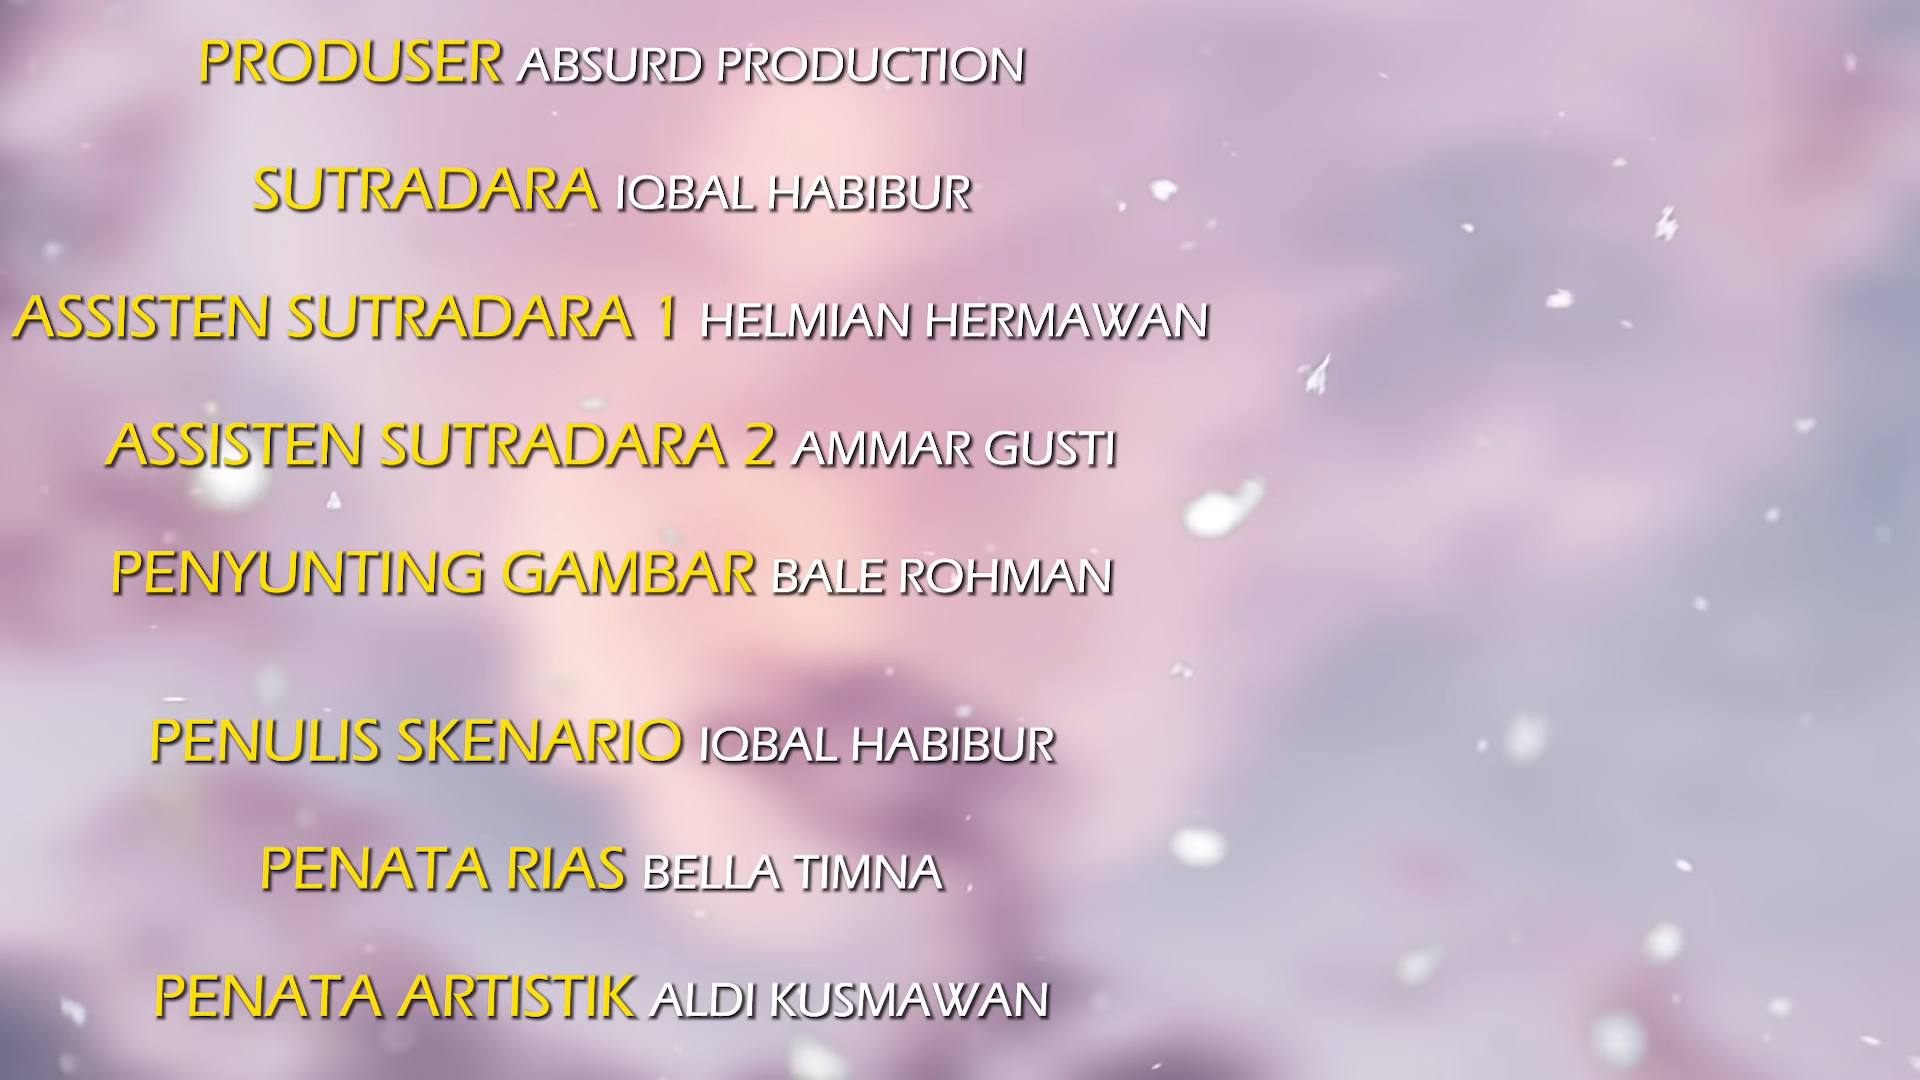 PRODUSER ABSURD PRODUCTION
SUTRADARA IQBAL HABIBUR
ASSISTEN SUTRADARA 1 HELMIAN HERMAWAN
ASSISTEN SUTRADARA 2 AMMAR GUSTI
PENYUNTING GAMBAR BALE ROHMAN
PENULIS SKENARIO IQBAL HABIBUR
PENATA RIAS BELLA TIMNA
PENATA ARTISTIK ALDI KUSMAWAN